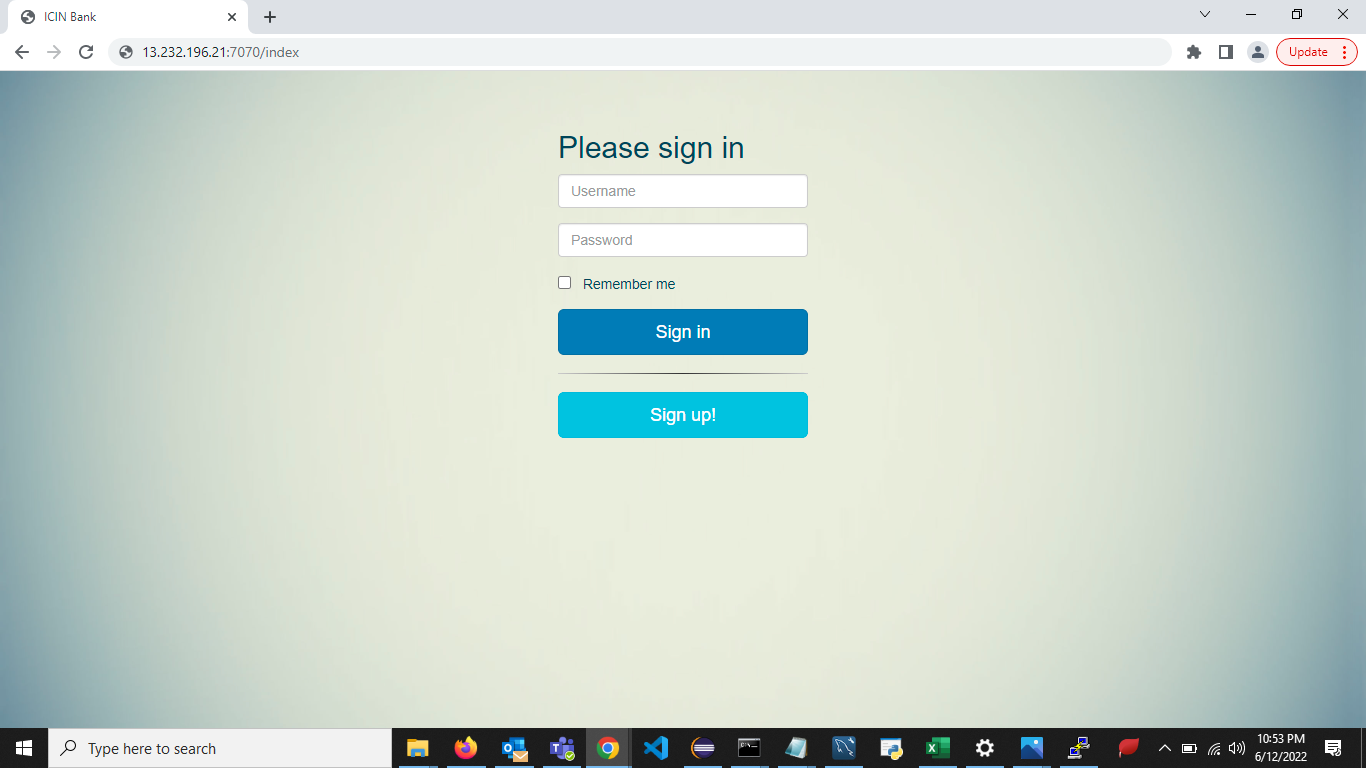 ICIN Bank
13.232.196.21:7070/index
Update
Please sign in
Username
Password
Remember me
Sign in
Sign up!
Type here to search
10:53 PM
6/12/2022